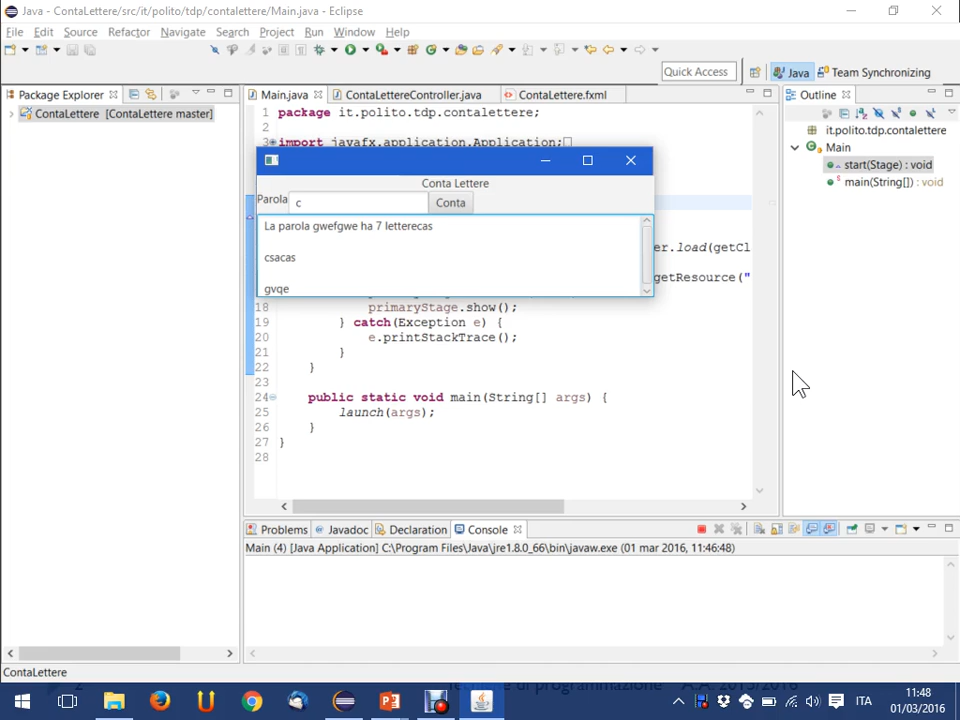 Java - ContaLettere/src/it/polito/tdp/contalettere/Main.java - Eclipse
File Edit Source Refactor Navigate Search Project Run Window Help
Quick Access Java Team Synchronizing
Package Explorer
ContaLettere [ContaLettere master]
Main.java ContaLettereController.java ContaLettere.fxml
1 package it.polito.tdp.contalettere;
2
3 import javafx.application.Application;
Conta Lettere
Parola c Conta
La parola gwefgwe ha 7 letterecas
csacas
gvqe
er.load(getCl
getResource("
18 primaryStage.show();
19 } catch(Exception e) {
20 e.printStackTrace();
21 }
22 }
23
24 public static void main(String[] args) {
25 launch(args);
26 }
27 }
28
Outline
it.polito.tdp.contalettere
Main
start(Stage) : void
main(String[]) : void
Problems Javadoc Declaration Console
Main (4) [Java Application] C:\Program Files\Java\jre1.8.0_66\bin\javaw.exe (01 mar 2016, 11:46:48)
ContaLettere
2 di programmazione A.A. 2015/2016
ITA
11:48
01/03/2016